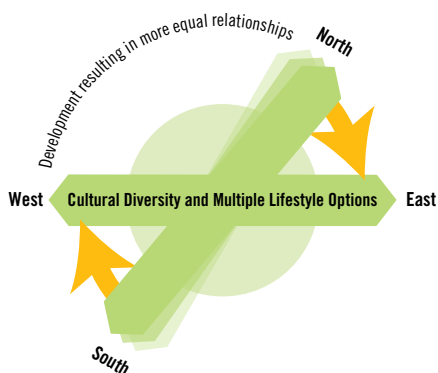 Development resulting in more equal relationships
North
West
Cultural Diversity and Multiple Lifestyle Options
East
South